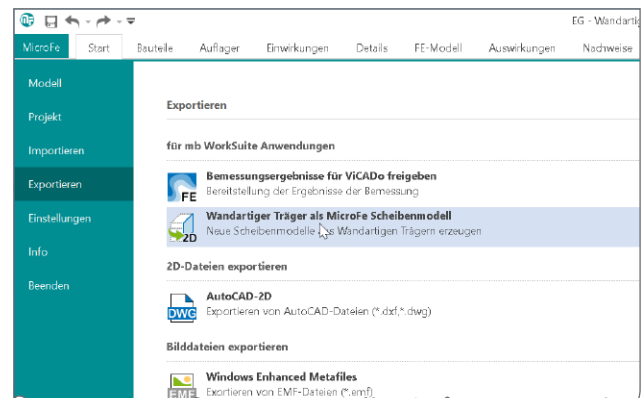 EG - Wandartig
MicroFe Start Bauteile Auflager Einwirkungen Details FE-Modell Auswirkungen Nachweise
Modell
Projekt
Importieren
Exportieren
Einstellungen
Info
Beenden
Exportieren
für mb WorkSuite Anwendungen
FE
Bemessungsergebnisse für ViCADo freigeben
Bereitstellung der Ergebnisse der Bemessung
2D
Wandartiger Träger als MicroFe Scheibenmodell
Neue Scheibenmodelle aus Wandartigen Trägern erzeugen
2D-Dateien exportieren
DWG
AutoCAD-2D
Exportieren von AutoCAD-Dateien (*.dxf,*.dwg)
Bilddateien exportieren
EMF
Windows Enhanced Metafiles
Exortieren von EMF-Dateien (*.emf)